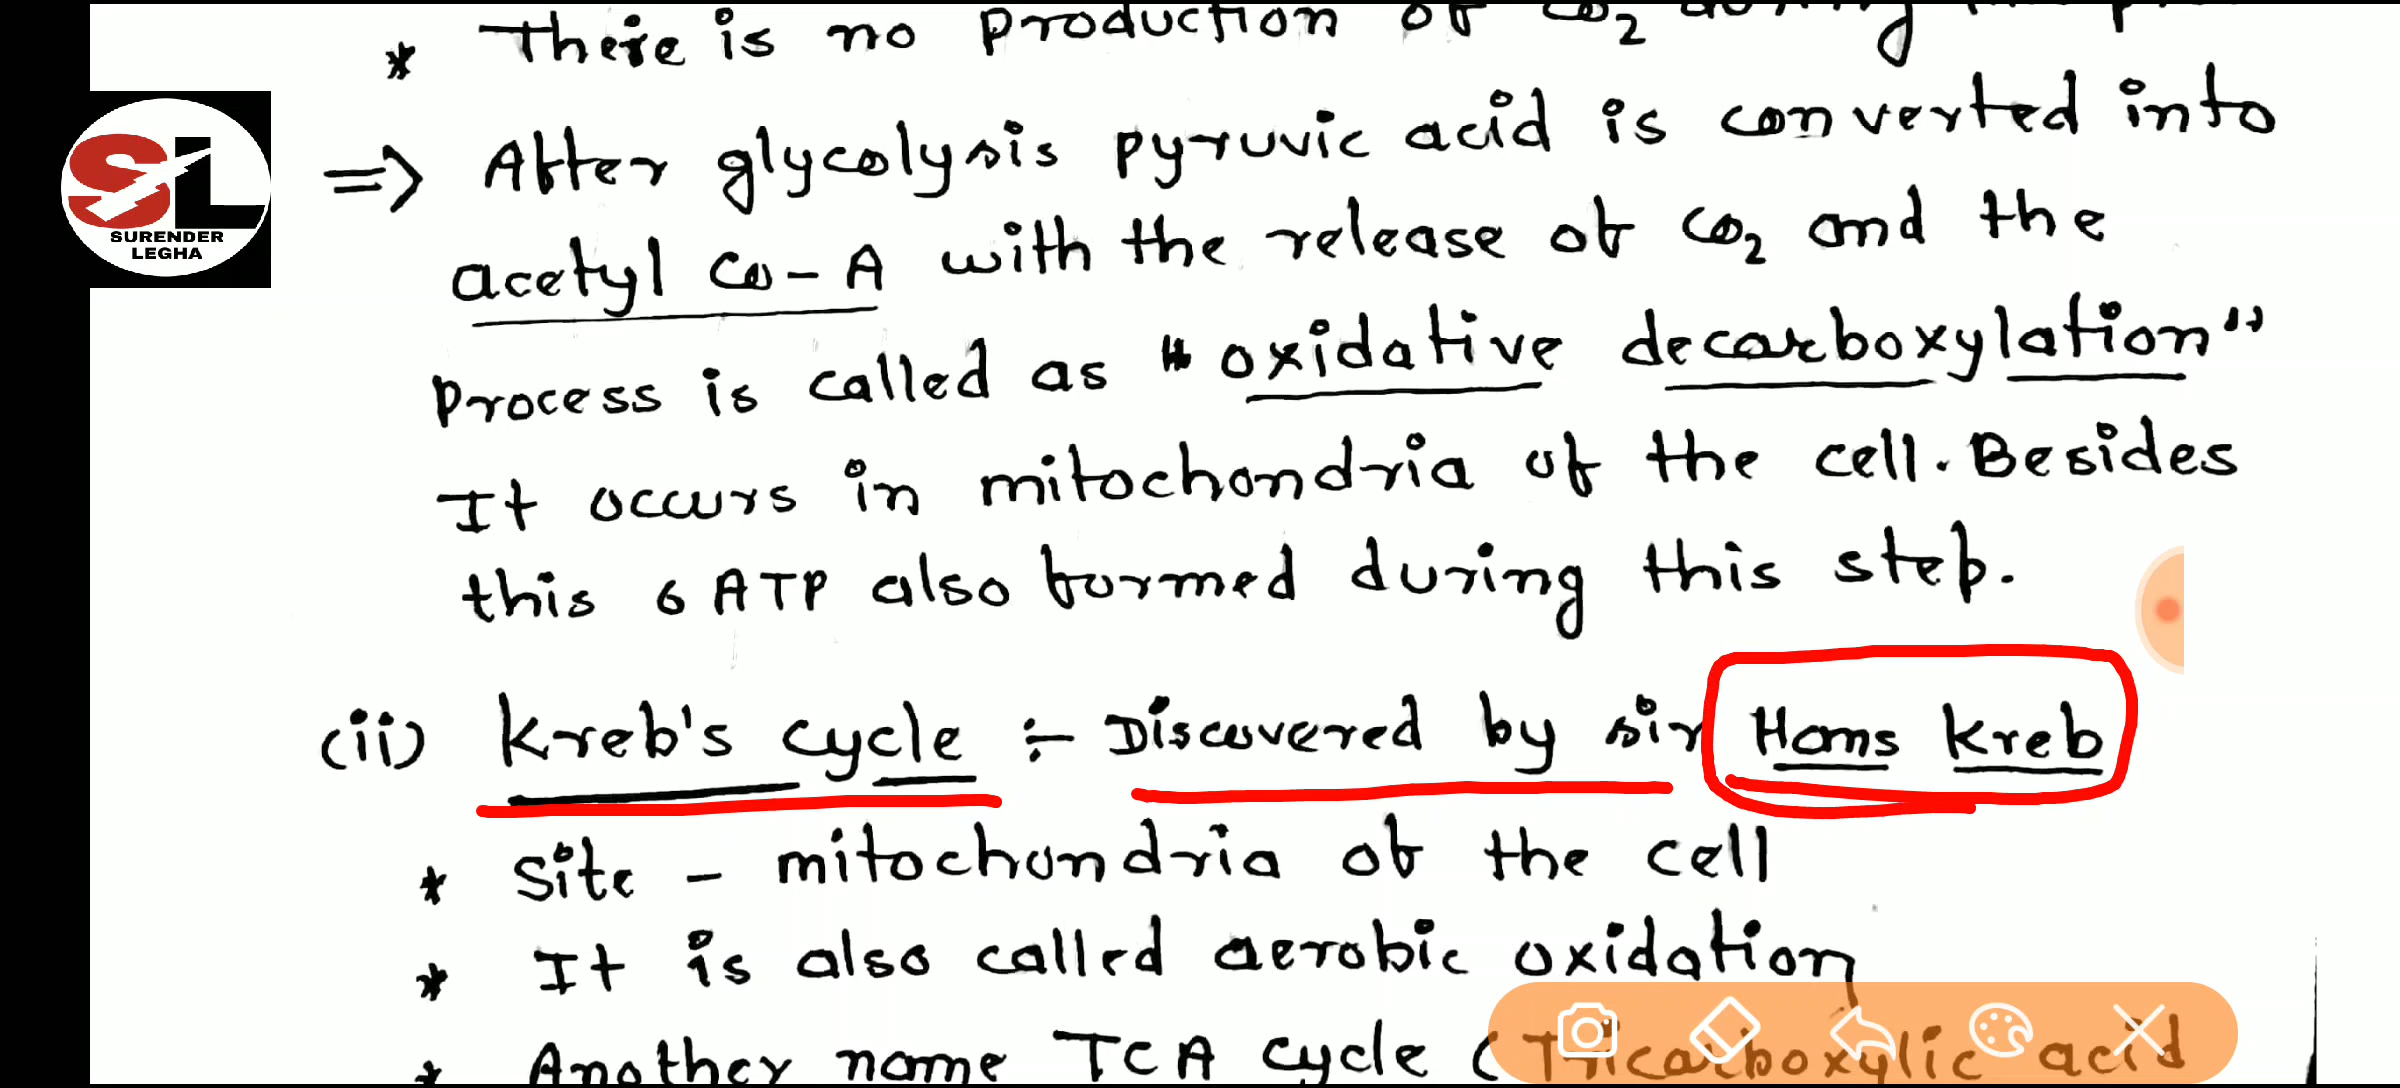 * There is no production of CO2
=> After glycolysis pyruvic acid is converted into
SL
SURENDER
LEGHA
acetyl Co-A with the release of CO2 and the
process is called as "oxidative decarboxylation"
It occurs in mitochondria of the cell. Besides
this 6 ATP also formed during this step.
(ii) Kreb's cycle :- Discovered by sir Hans Kreb
* Site - mitochondria of the cell
* It is also called aerobic oxidation
* Another name TCA cycle (Tricarboxylic acid